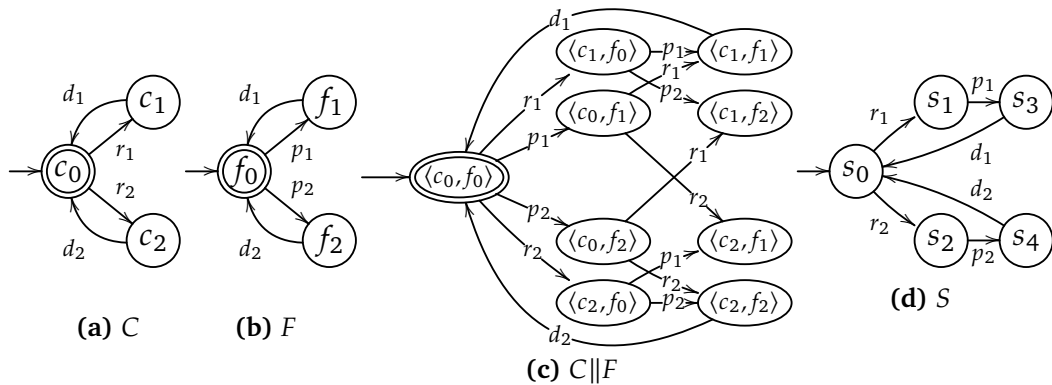 d₁
c₁
r₁
c₀
r₂
d₂
c₂
(a) C
d₁
f₁
p₁
f₀
p₂
d₂
f₂
(b) F
d₁
⟨c₁, f₀⟩ p₁ ⟨c₁, f₁⟩
r₁ r₁ p₂
⟨c₀, f₁⟩ ⟨c₁, f₂⟩
p₁
r₁
⟨c₀, f₀⟩
r₂
p₂
⟨c₀, f₂⟩ ⟨c₂, f₁⟩
r₂ p₁ r₂
⟨c₂, f₀⟩ p₂ ⟨c₂, f₂⟩
d₂
(c) C‖F
s₁ p₁ s₃
r₁
d₁
s₀
d₂
r₂
s₂ p₂ s₄
(d) S